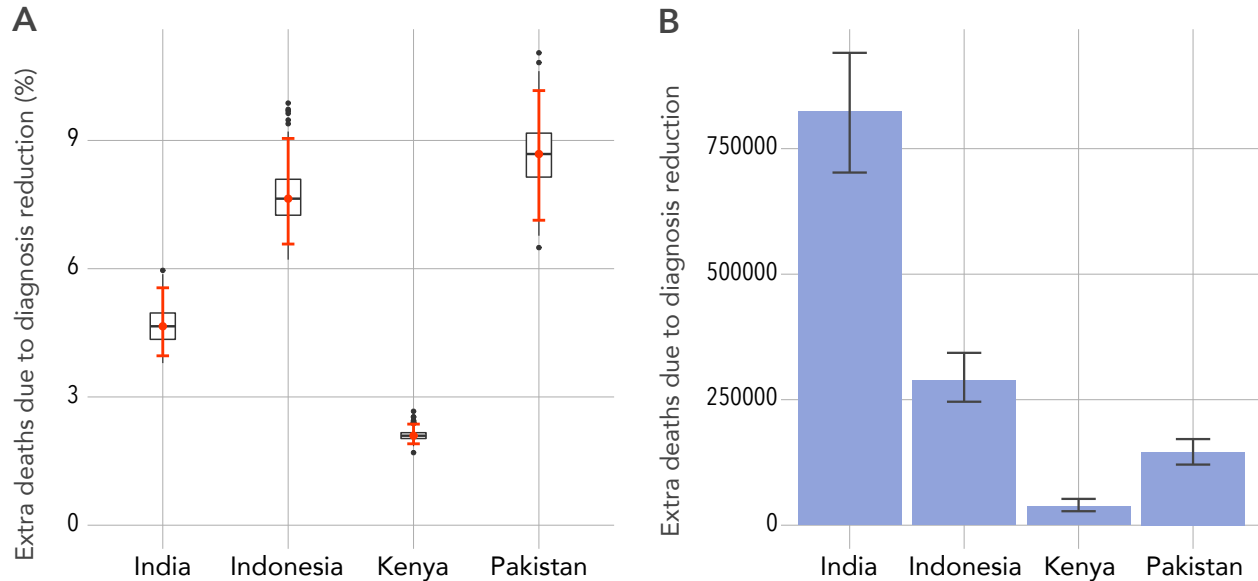 A
Extra deaths due to diagnosis reduction (%)
9
6
3
0
India Indonesia Kenya Pakistan
B
Extra deaths due to diagnosis reduction
750000
500000
250000
0
India Indonesia Kenya Pakistan